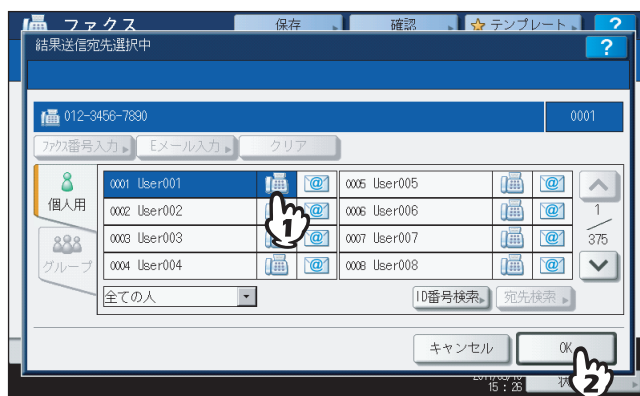 ファクス 保存 確認 テンプレート ?
結果送信宛先選択中 ?
012-3456-7890 0001
ファクス番号入力 Eメール入力 クリア
個人用
グループ
0001 User001
0002 User002
0003 User003
0004 User004
0005 User005
0006 User006
0007 User007
0008 User008
1
375
全ての人 ID番号検索 宛先検索
キャンセル OK
1
2
15:26